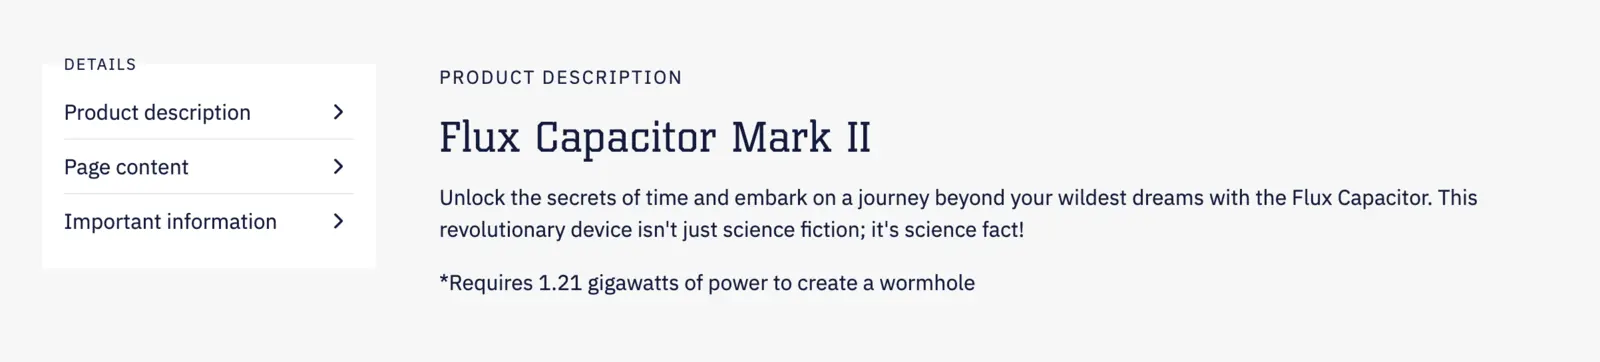 DETAILS
Product description
Page content
Important information
PRODUCT DESCRIPTION
Flux Capacitor Mark II
Unlock the secrets of time and embark on a journey beyond your wildest dreams with the Flux Capacitor. This
revolutionary device isn't just science fiction; it's science fact!
*Requires 1.21 gigawatts of power to create a wormhole